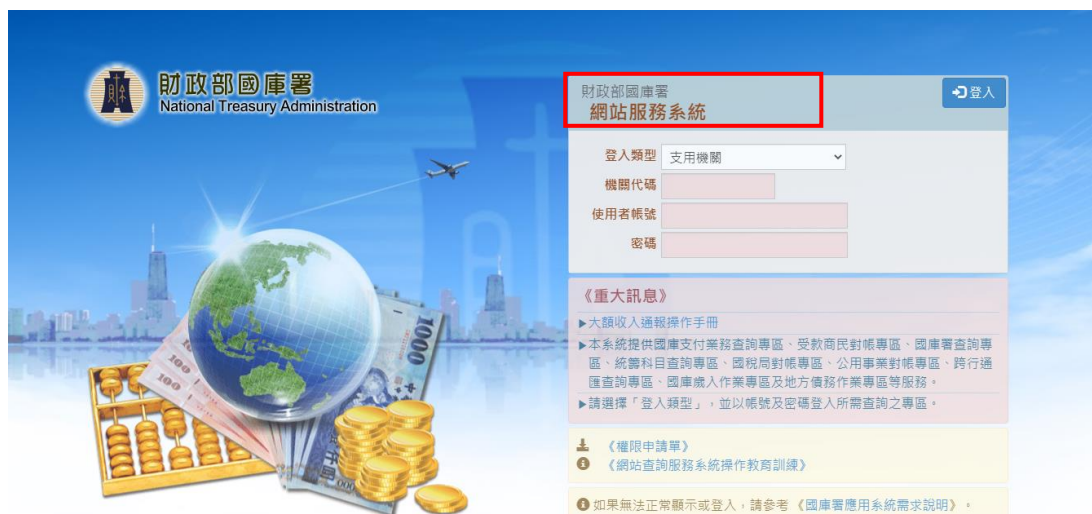 財政部國庫署
National Treasury Administration
財政部國庫署
網站服務系統
登入
登入類型 支用機關
機關代碼
使用者帳號
密碼
《重大訊息》
▶大額收入通報操作手冊
▶本系統提供國庫支付業務查詢專區、受款商民對帳專區、國庫署查詢專
區、統籌科目查詢專區、國稅局對帳專區、公用事業對帳專區、跨行通
匯查詢專區、國庫歲入作業專區及地方債務作業專區等服務。
▶請選擇「登入類型」，並以帳號及密碼登入所需查詢之專區。
《權限申請單》
《網站查詢服務系統操作教育訓練》
如果無法正常顯示或登入，請參考《國庫署應用系統需求說明》。
1000
100
100